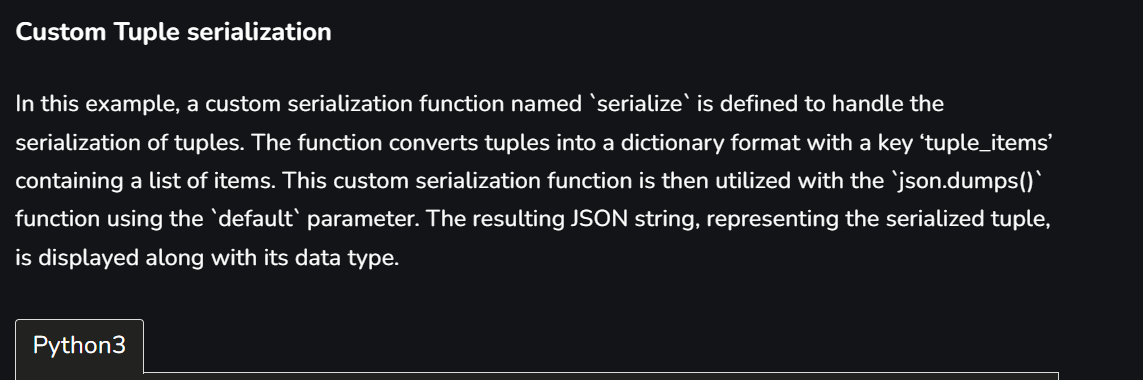 Custom Tuple serialization
In this example, a custom serialization function named `serialize` is defined to handle the
serialization of tuples. The function converts tuples into a dictionary format with a key ‘tuple_items’
containing a list of items. This custom serialization function is then utilized with the `json.dumps()`
function using the `default` parameter. The resulting JSON string, representing the serialized tuple,
is displayed along with its data type.
Python3